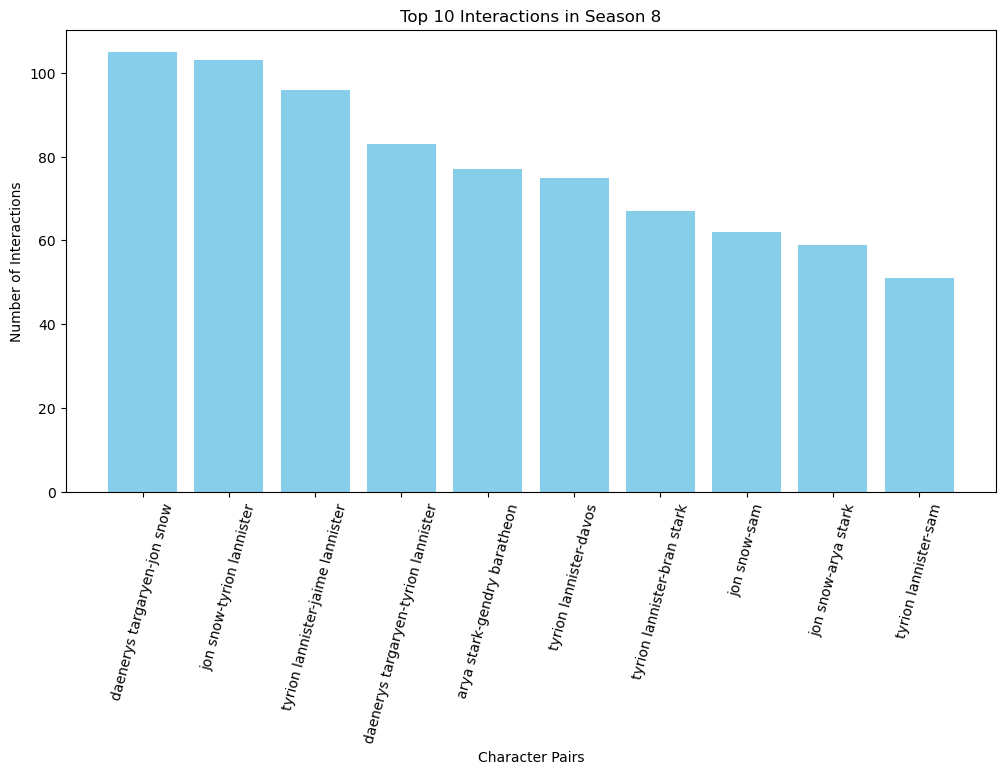 Top 10 Interactions in Season 8
Number of Interactions
100
80
60
40
20
0
daenerys targaryen-jon snow
jon snow-tyrion lannister
tyrion lannister-jaime lannister
daenerys targaryen-tyrion lannister
arya stark-gendry baratheon
tyrion lannister-davos
tyrion lannister-bran stark
jon snow-sam
jon snow-arya stark
tyrion lannister-sam
Character Pairs